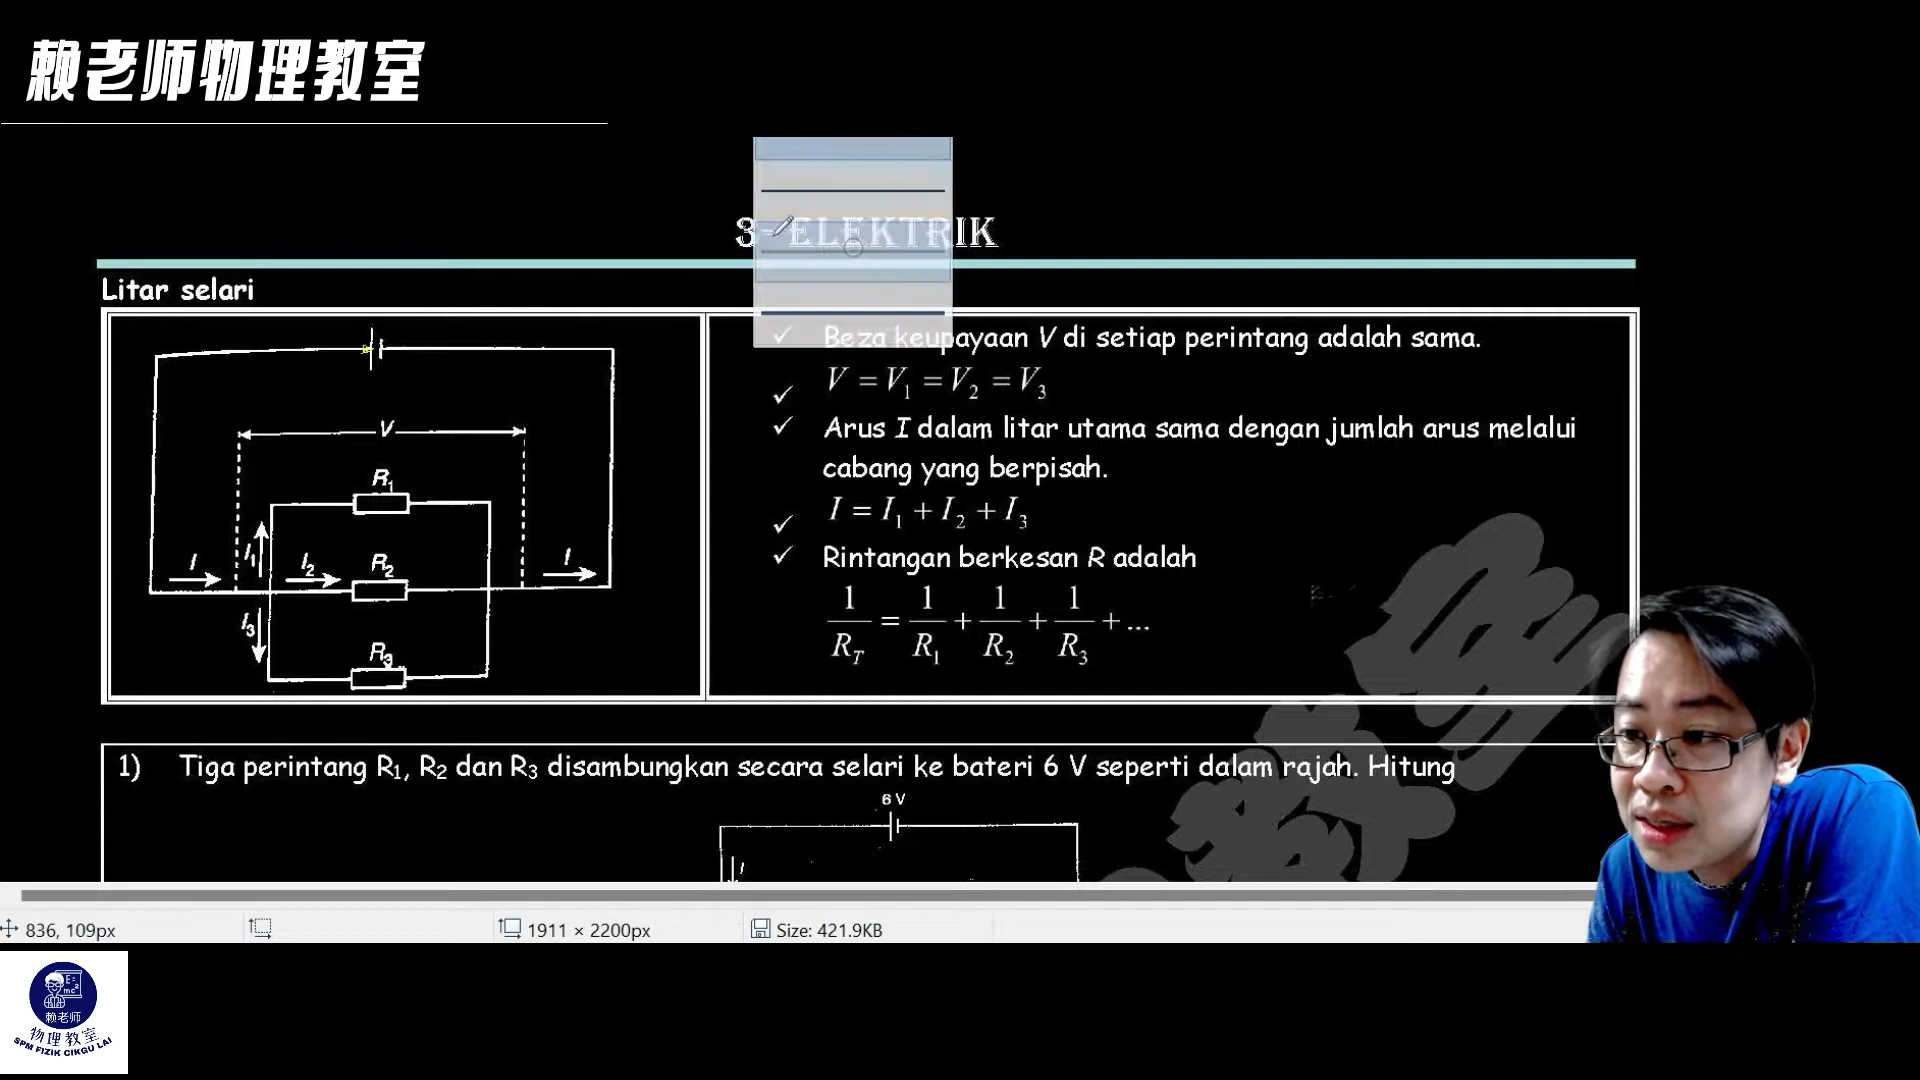 赖老师物理教室
3- ELEKTRIK
Litar selari
V
R1
I
I1
I2
R2
I
I3
R3
✓ Beza keupayaan V di setiap perintang adalah sama.
✓ V = V1 = V2 = V3
✓ Arus I dalam litar utama sama dengan jumlah arus melalui
cabang yang berpisah.
✓ I = I1 + I2 + I3
✓ Rintangan berkesan R adalah
1/RT = 1/R1 + 1/R2 + 1/R3 + ...
1) Tiga perintang R1, R2 dan R3 disambungkan secara selari ke bateri 6 V seperti dalam rajah. Hitung
6 V
I
836, 109px
1911 × 2200px
Size: 421.9KB
E=
mc2
赖老师
物理教室
SPM FIZIK CIKGU LAI